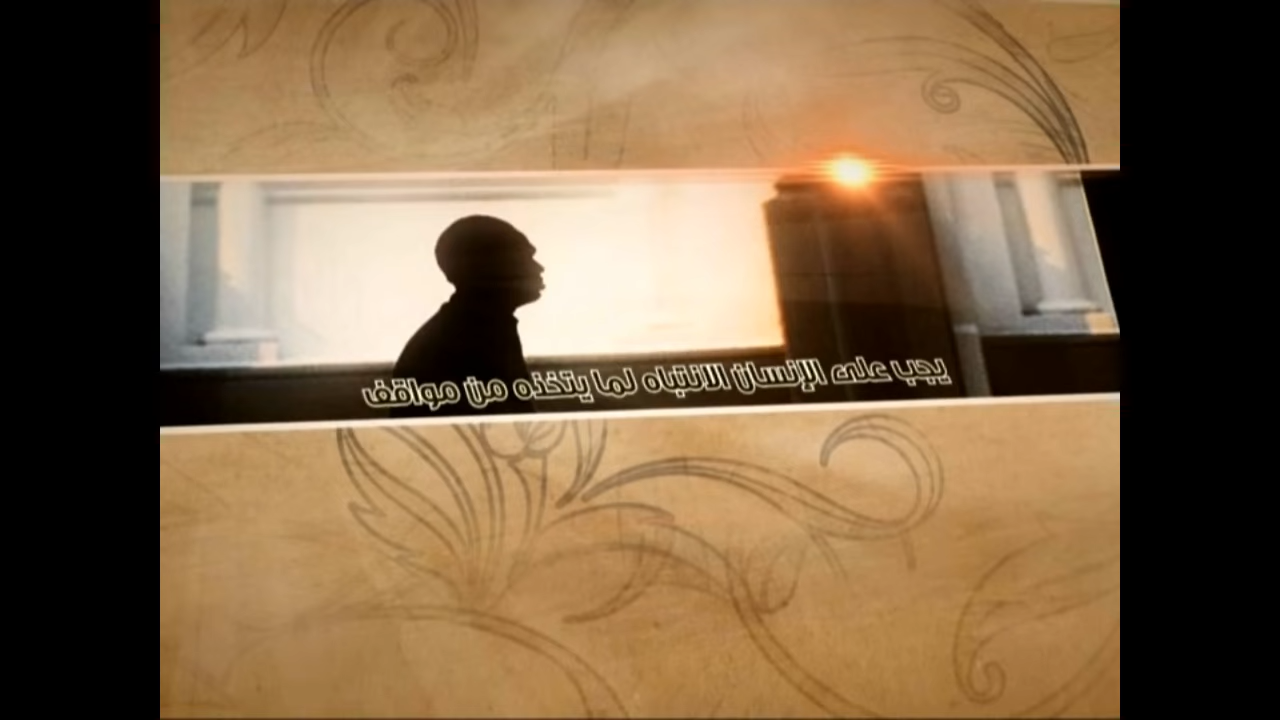 يجب على الإنسان الانتباه لما يتخذه من مواقف